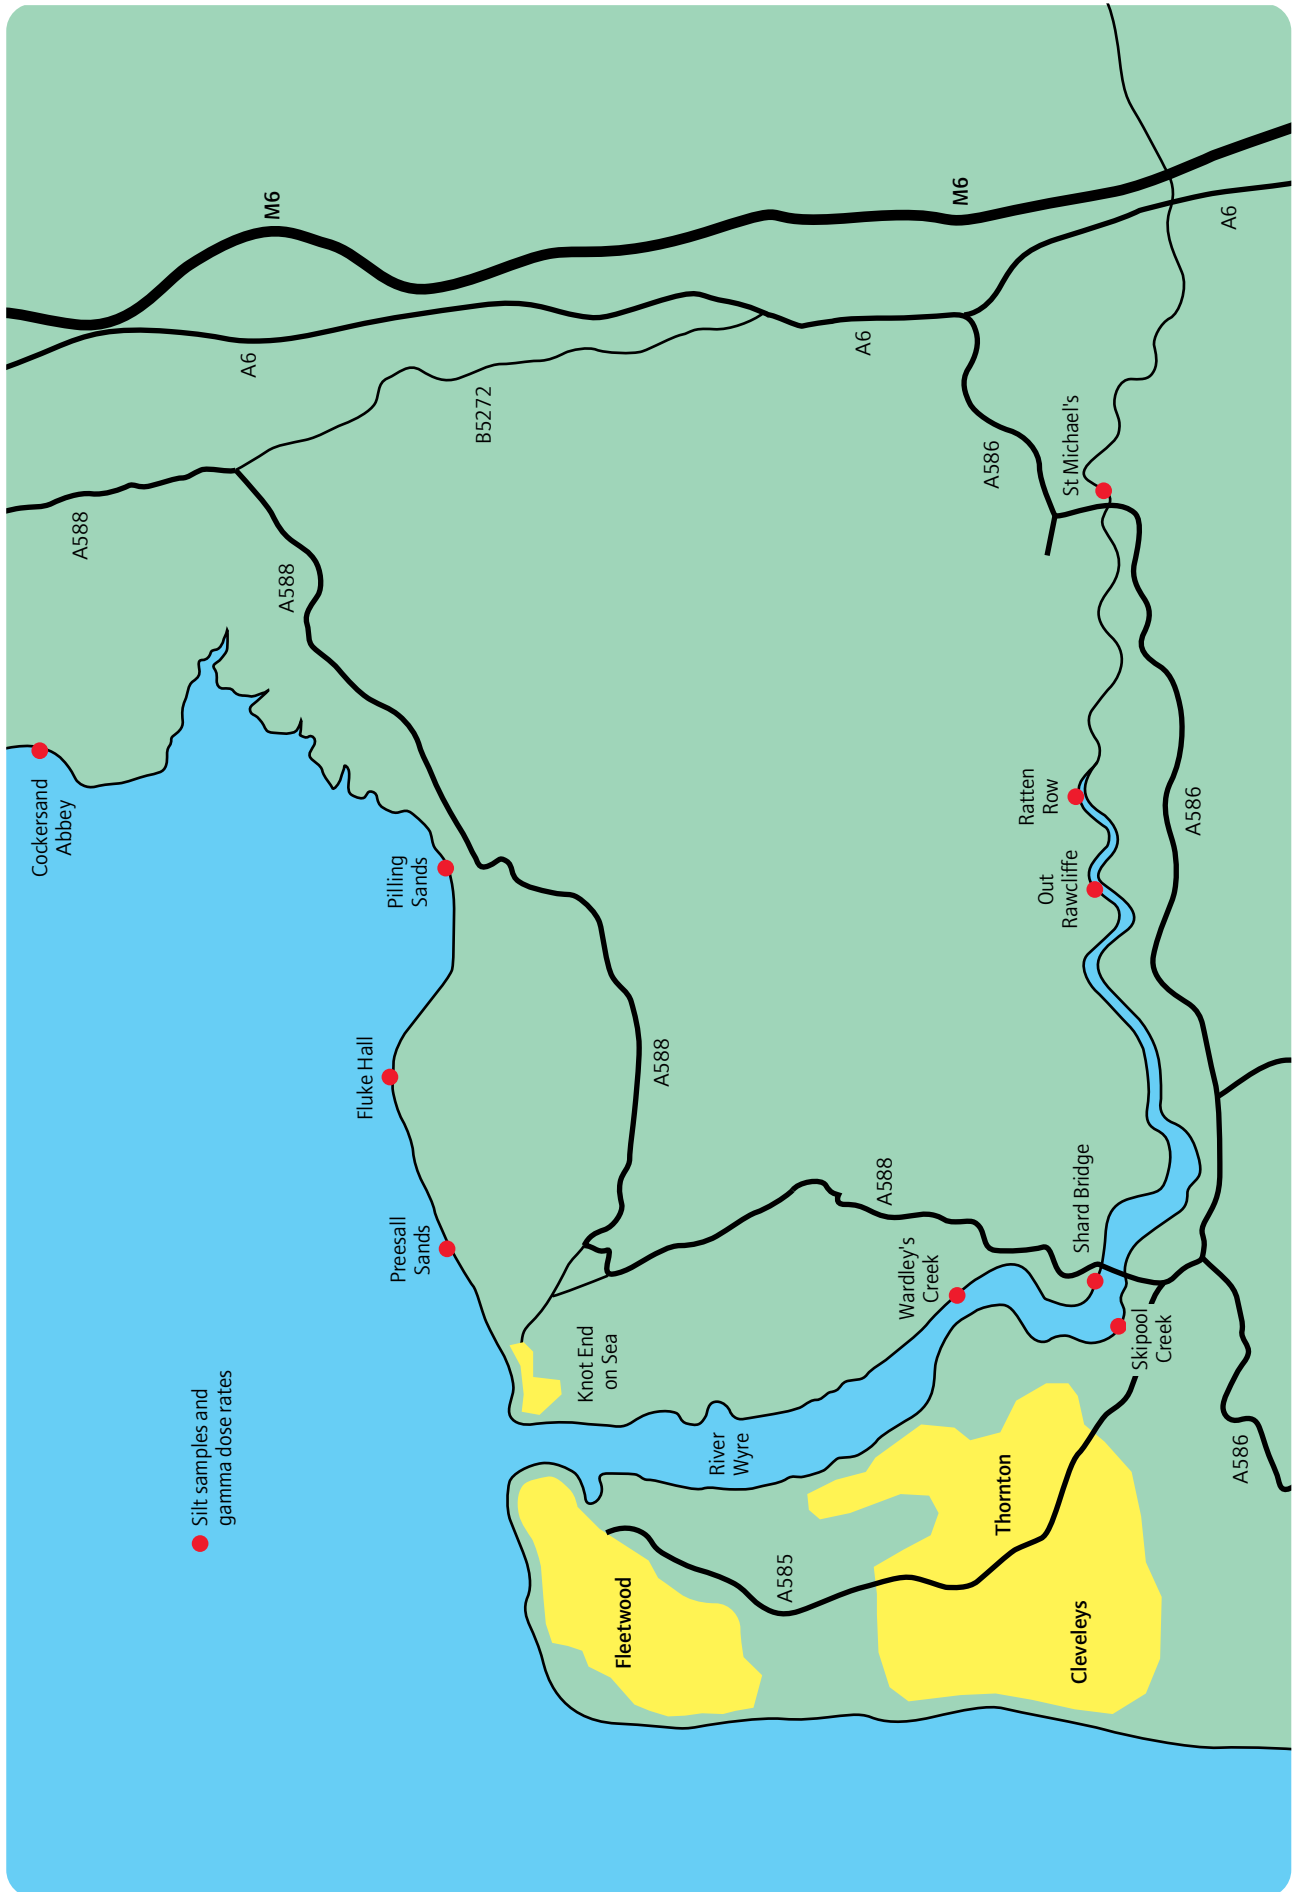 Silt samples and
gamma dose rates
Cockersand
Abbey
A588
A6
M6
A588
B5272
Pilling
Sands
Fluke Hall
Preesall
Sands
Knot End
on Sea
A588
Fleetwood
River
Wyre
A585
A588
Wardley's
Creek
A6
M6
A586
St Michael's
Ratten
Row
Out
Rawcliffe
Shard Bridge
Skipool
Creek
Thornton
Cleveleys
A586
A6
A586